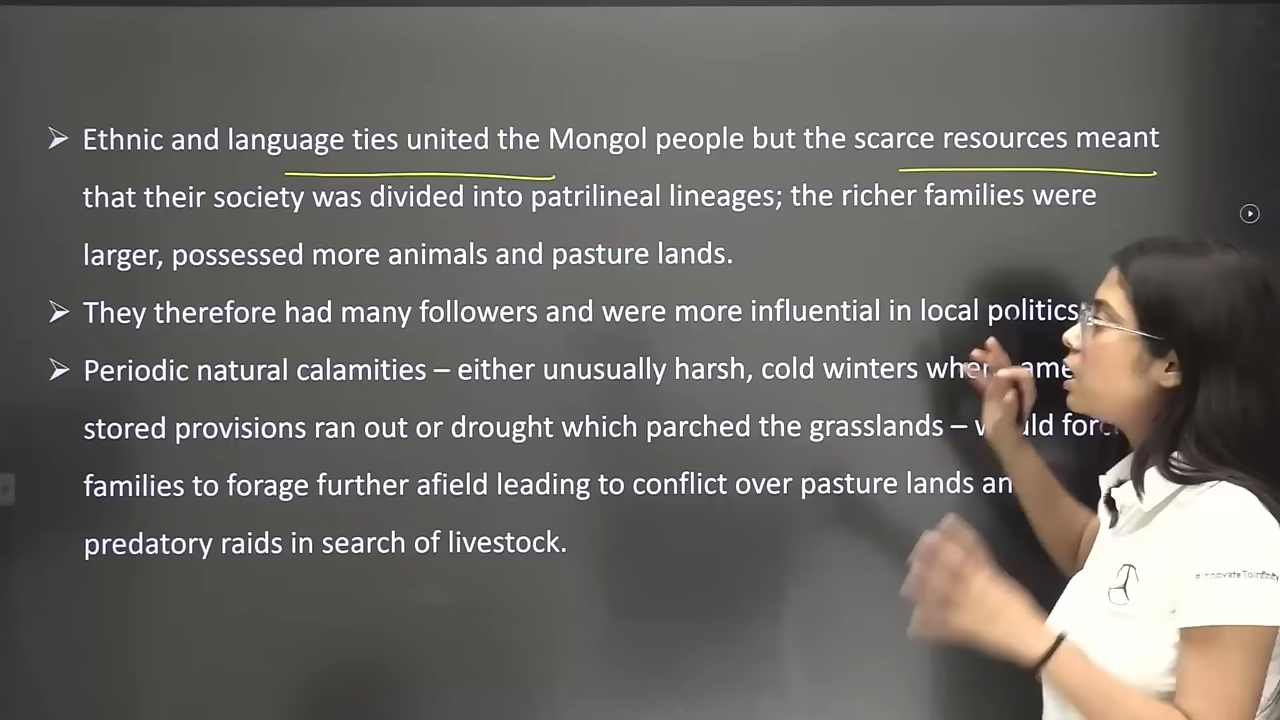 ➢ Ethnic and language ties united the Mongol people but the scarce resources meant
that their society was divided into patrilineal lineages; the richer families were
larger, possessed more animals and pasture lands.
➢ They therefore had many followers and were more influential in local politics
➢ Periodic natural calamities – either unusually harsh, cold winters when
stored provisions ran out or drought which parched the grasslands –
families to forage further afield leading to conflict over pasture lands
predatory raids in search of livestock.